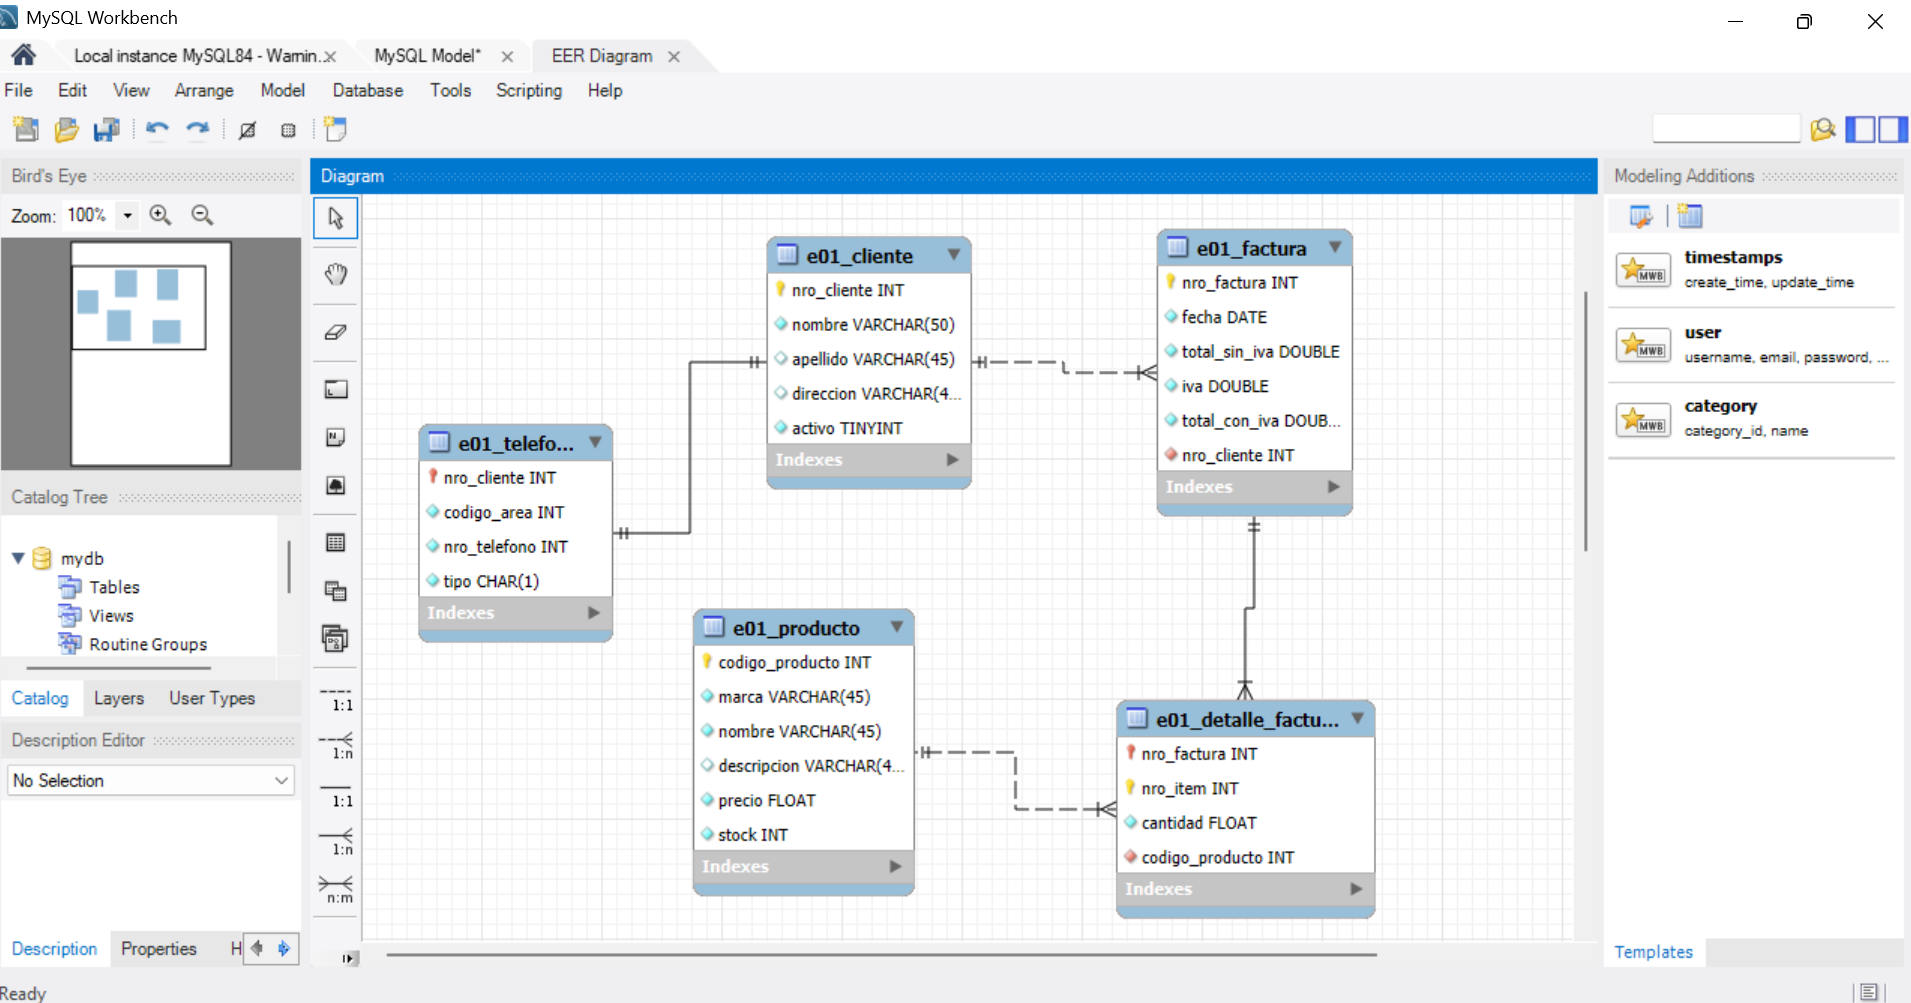 MySQL Workbench
Local instance MySQL84 - Warnin...
MySQL Model*
EER Diagram
File Edit View Arrange Model Database Tools Scripting Help
Bird's Eye
Zoom: 100%
Catalog Tree
mydb
Tables
Views
Routine Groups
Catalog Layers User Types
Description Editor
No Selection
Description Properties H
Ready
Diagram
1:1
1:n
1:1
1:n
n:m
e01_telefo...
nro_cliente INT
codigo_area INT
nro_telefono INT
tipo CHAR(1)
Indexes
e01_cliente
nro_cliente INT
nombre VARCHAR(50)
apellido VARCHAR(45)
direccion VARCHAR(4...
activo TINYINT
Indexes
e01_factura
nro_factura INT
fecha DATE
total_sin_iva DOUBLE
iva DOUBLE
total_con_iva DOUB...
nro_cliente INT
Indexes
e01_producto
codigo_producto INT
marca VARCHAR(45)
nombre VARCHAR(45)
descripcion VARCHAR(4...
precio FLOAT
stock INT
Indexes
e01_detalle_factu...
nro_factura INT
nro_item INT
cantidad FLOAT
codigo_producto INT
Indexes
Modeling Additions
MWB
timestamps
create_time, update_time
MWB
user
username, email, password, ...
MWB
category
category_id, name
Templates